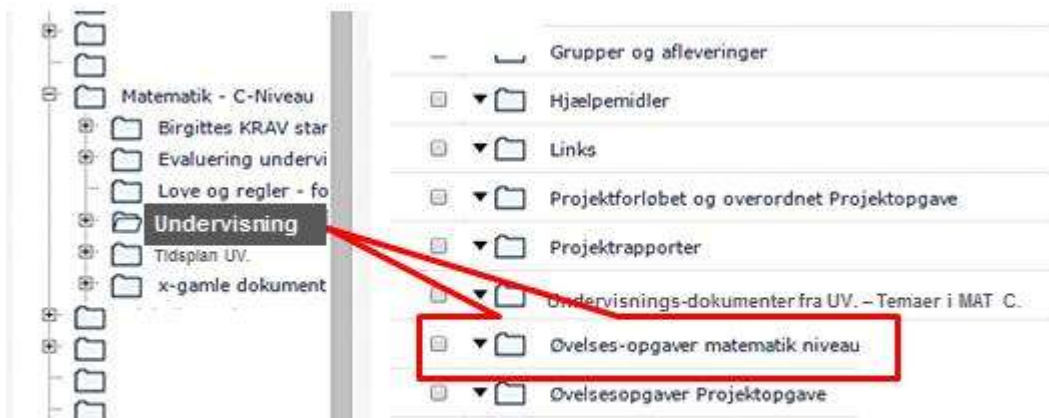 Matematik - C-Niveau
Birgittes KRAV star
Evaluering undervi
Love og regler - fo
Undervisning
Tidsplan UV.
x-gamle dokument
Grupper og afleveringer
Hjælpemidler
Links
Projektforløbet og overordnet Projektopgave
Projektrapporter
Undervisnings-dokumenter fra UV. – Temaer i MAT C.
Øvelses-opgaver matematik niveau
Øvelsesopgaver Projektopgave